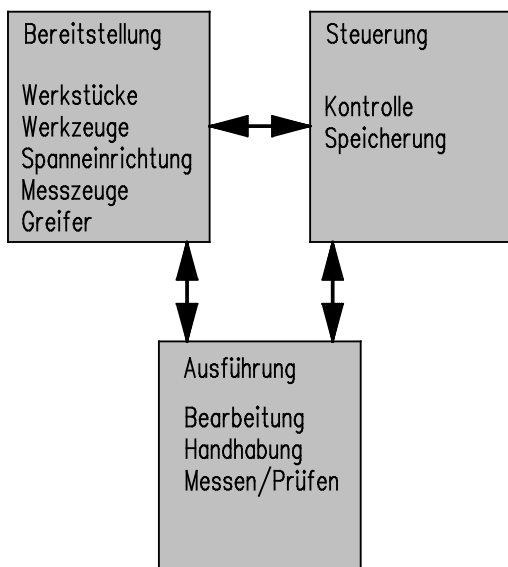 Bereitstellung
Werkstücke
Werkzeuge
Spanneinrichtung
Messzeuge
Greifer
Steuerung
Kontrolle
Speicherung
Ausführung
Bearbeitung
Handhabung
Messen/Prüfen